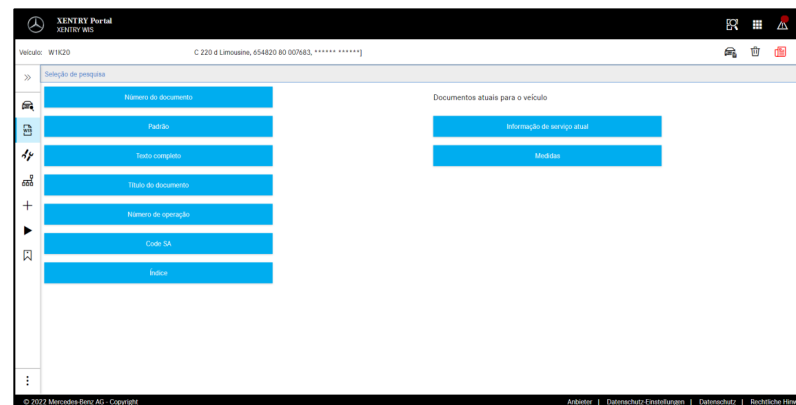 XENTRY Portal
XENTRY WIS
Veículo: W1K20 C 220 d Limousine, 654820 80 007683, ****** ******}
Seleção de pesquisa
Número do documento
Padrão
Texto completo
Título do documento
Número de operação
Code SA
Índice
Documentos atuais para o veículo
Informação de serviço atual
Medidas
WIS
© 2022 Mercedes-Benz AG - Copyright
Anbieter | Datenschutz-Einstellungen | Datenschutz | Rechtliche Hinw